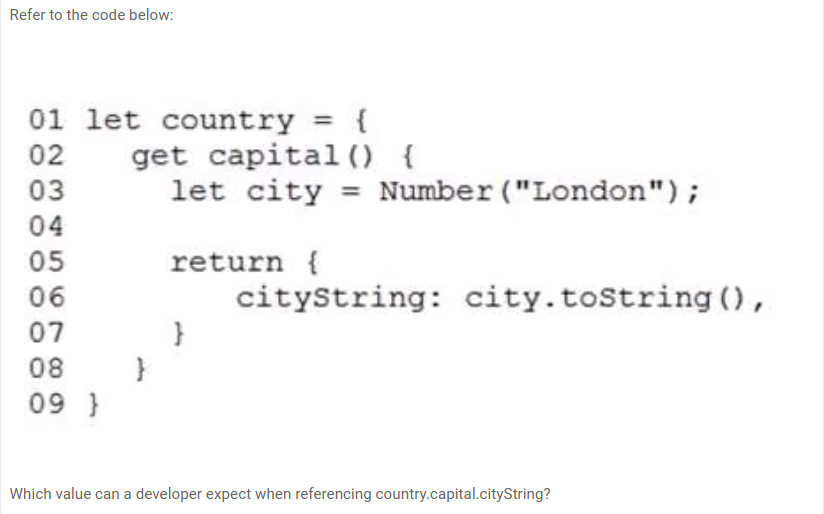 Refer to the code below:
01 let country = {
02 get capital() {
03 let city = Number("London");
04
05 return {
06 cityString: city.toString(),
07 }
08 }
09 }
Which value can a developer expect when referencing country.capital.cityString?